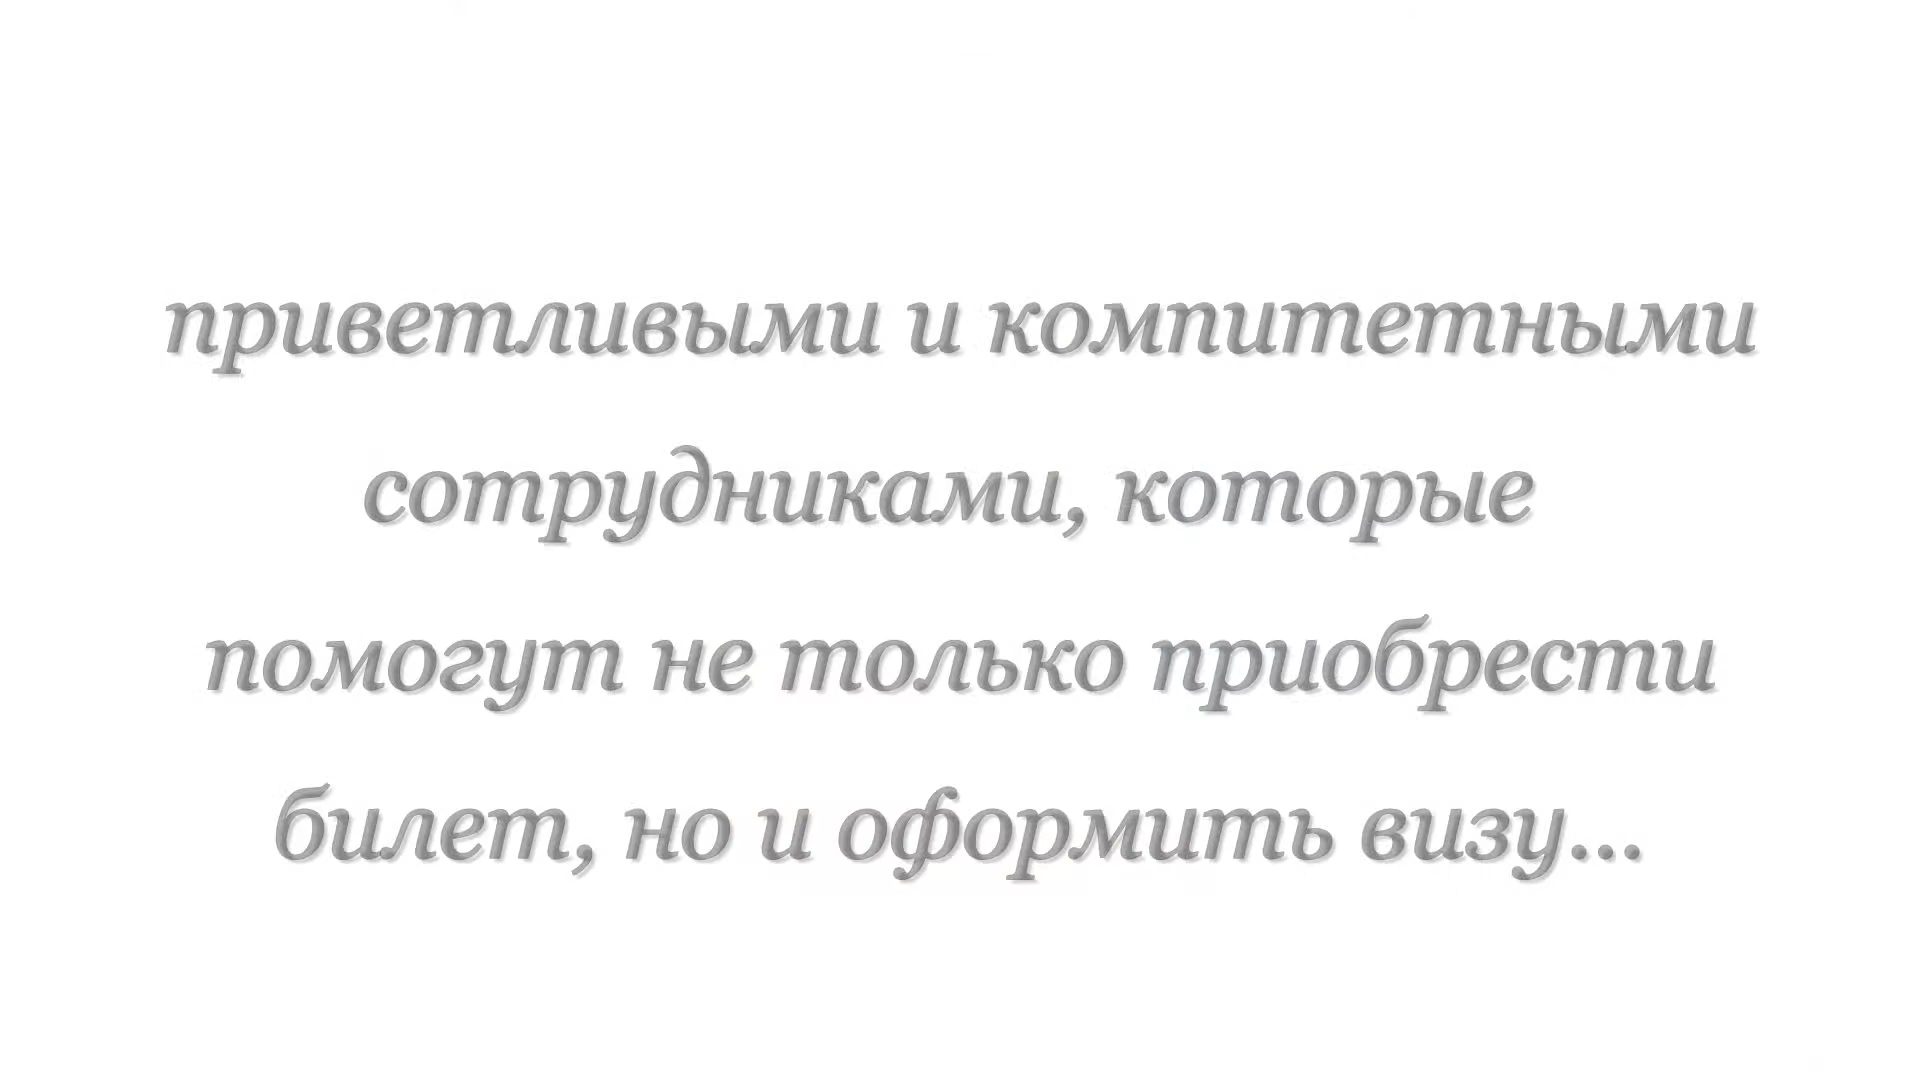 приветливыми и компитетными
сотрудниками, которые
помогут не только приобрести
билет, но и оформить визу...